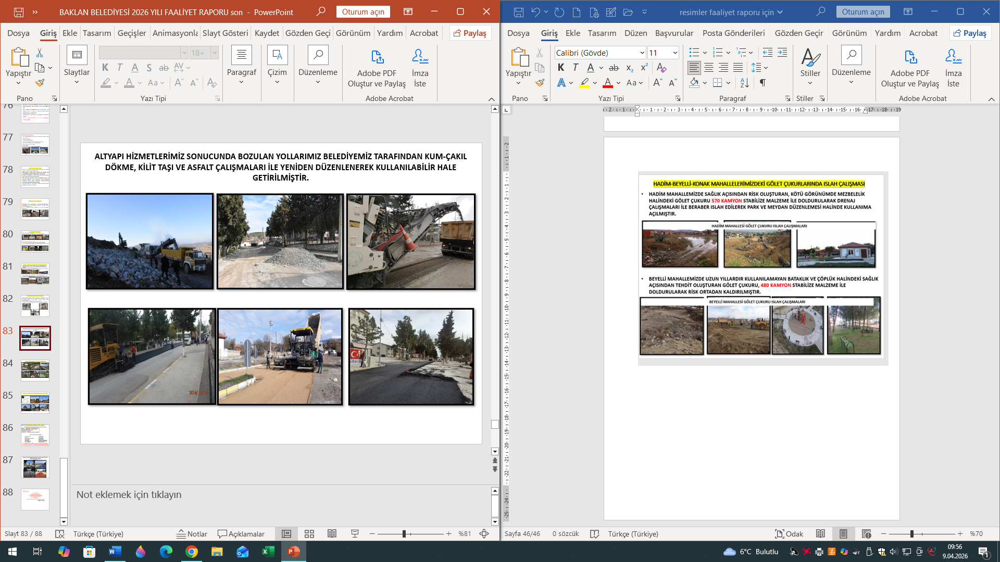 BAKLAN BELEDİYESİ 2026 YILI FAALİYET RAPORU son - PowerPoint
Oturum açın
Dosya Giriş Ekle Tasarım Geçişler Animasyonla Slayt Gösteri Kaydet Gözden Geçi Görünüm Yardım Acrobat Paylaş
Yapıştır
Slaytlar
18+
K T A S ab AV
Aa
Paragraf
Çizim
Düzenleme
Adobe PDF
Oluştur ve Paylaş
İmza
İste
Pano
Yazı Tipi
Adobe Acrobat
76
77
78
79
80
81
82
83
84
85
86
87
88
ALTYAPI HİZMETLERİMİZ SONUCUNDA BOZULAN YOLLARIMIZ BELEDİYEMİZ TARAFINDAN KUM-ÇAKIL
DÖKME, KİLİT TAŞI VE ASFALT ÇALIŞMALARI İLE YENİDEN DÜZENLENEREK KULLANILABİLİR HALE
GETİRİLMİŞTİR.
Not eklemek için tıklayın
Slayt 83 / 88
Türkçe (Türkiye)
Notlar
Açıklamalar
%81
resimler faaliyet raporu için
Oturum açın
Dosya Giriş Ekle Tasarım Düzen Başvurular Posta Gönderileri Gözden Geçir Görünüm Yardım Acrobat Paylaş
Yapıştır
Calibri (Gövde) 11
K T A ab x₂ x²
Aa
Stiller
Düzenleme
Adobe PDF
Oluştur ve Paylaş
İmza
İste
Pano
Yazı Tipi
Paragraf
Stiller
Adobe Acrobat
HADİM-BEYELLİ-KONAK MAHALLELERİMİZDEKİ GÖLET ÇUKURLARINDA ISLAH ÇALIŞMASI
• HADİM MAHALLEMİZDE SAĞLIK AÇISINDAN RİSK OLUŞTURAN, KÖTÜ GÖRÜNÜMDE MEZBELELİK
HALİNDEKİ GÖLET ÇUKURU 570 KAMYON STABİLİZE MALZEME İLE DOLDURULARAK DRENAJ
ÇALIŞMALARI İLE BERABER ISLAH EDİLEREK PARK VE MEYDAN DÜZENLEMESİ HALİNDE KULLANIMA
AÇILMIŞTIR.
HADİM MAHALLESİ GÖLET ÇUKURU ISLAH ÇALIŞMALARI
• BEYELLİ MAHALLEMİZDE UZUN YILLARDIR KULLANILAMAYAN BATAKLIK VE ÇÖPLÜK HALİNDEKİ SAĞLIK
AÇISINDAN TEHDİT OLUŞTURAN GÖLET ÇUKURU, 480 KAMYON STABİLİZE MALZEME İLE
DOLDURULARAK RİSK ORTADAN KALDIRILMIŞTIR.
BEYELLİ MAHALLESİ GÖLET ÇUKURU ISLAH ÇALIŞMALARI
Sayfa 46/46
0 sözcük
Türkçe (Türkiye)
Odak
%70
6°C Bulutlu
09:56
9.04.2026
1